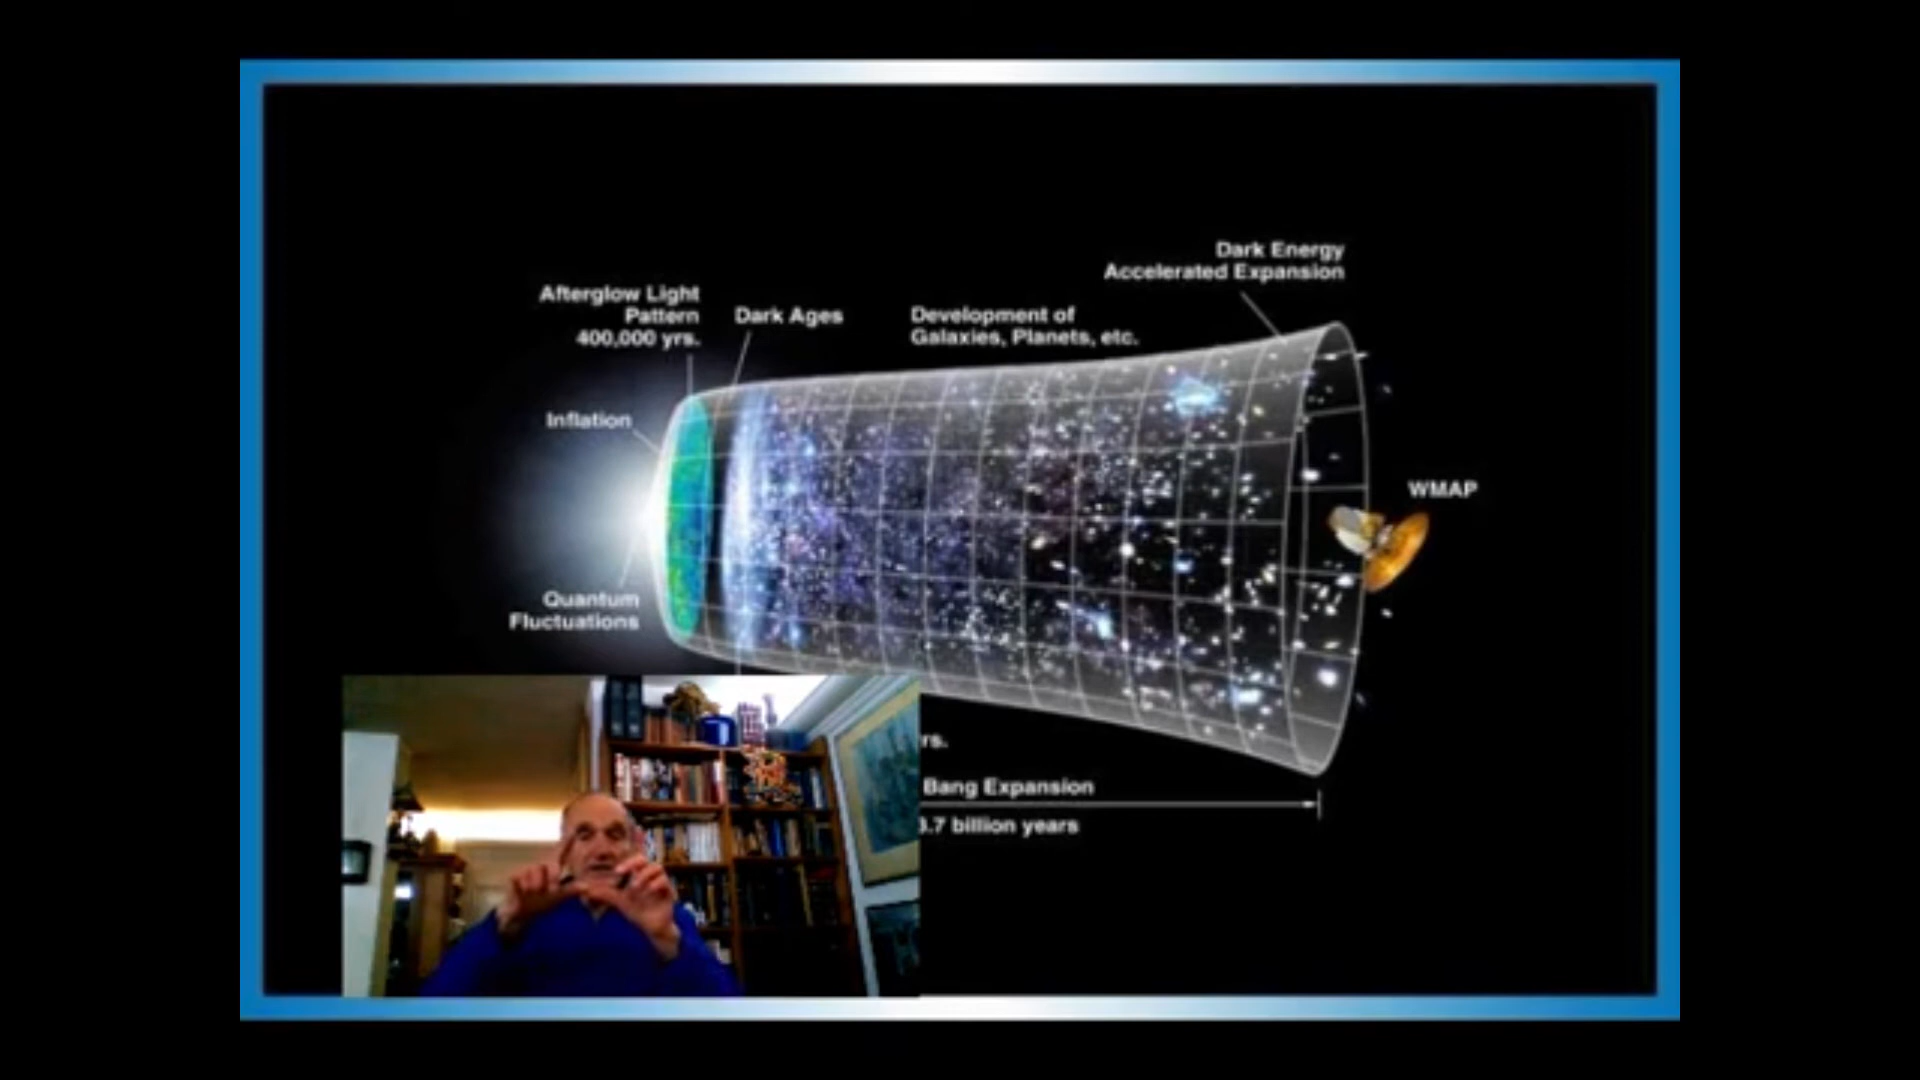 Dark Energy
Accelerated Expansion
Afterglow Light
Pattern
400,000 yrs.
Dark Ages
Development of
Galaxies, Planets, etc.
Inflation
WMAP
Quantum
Fluctuations
rs.
Bang Expansion
.7 billion years